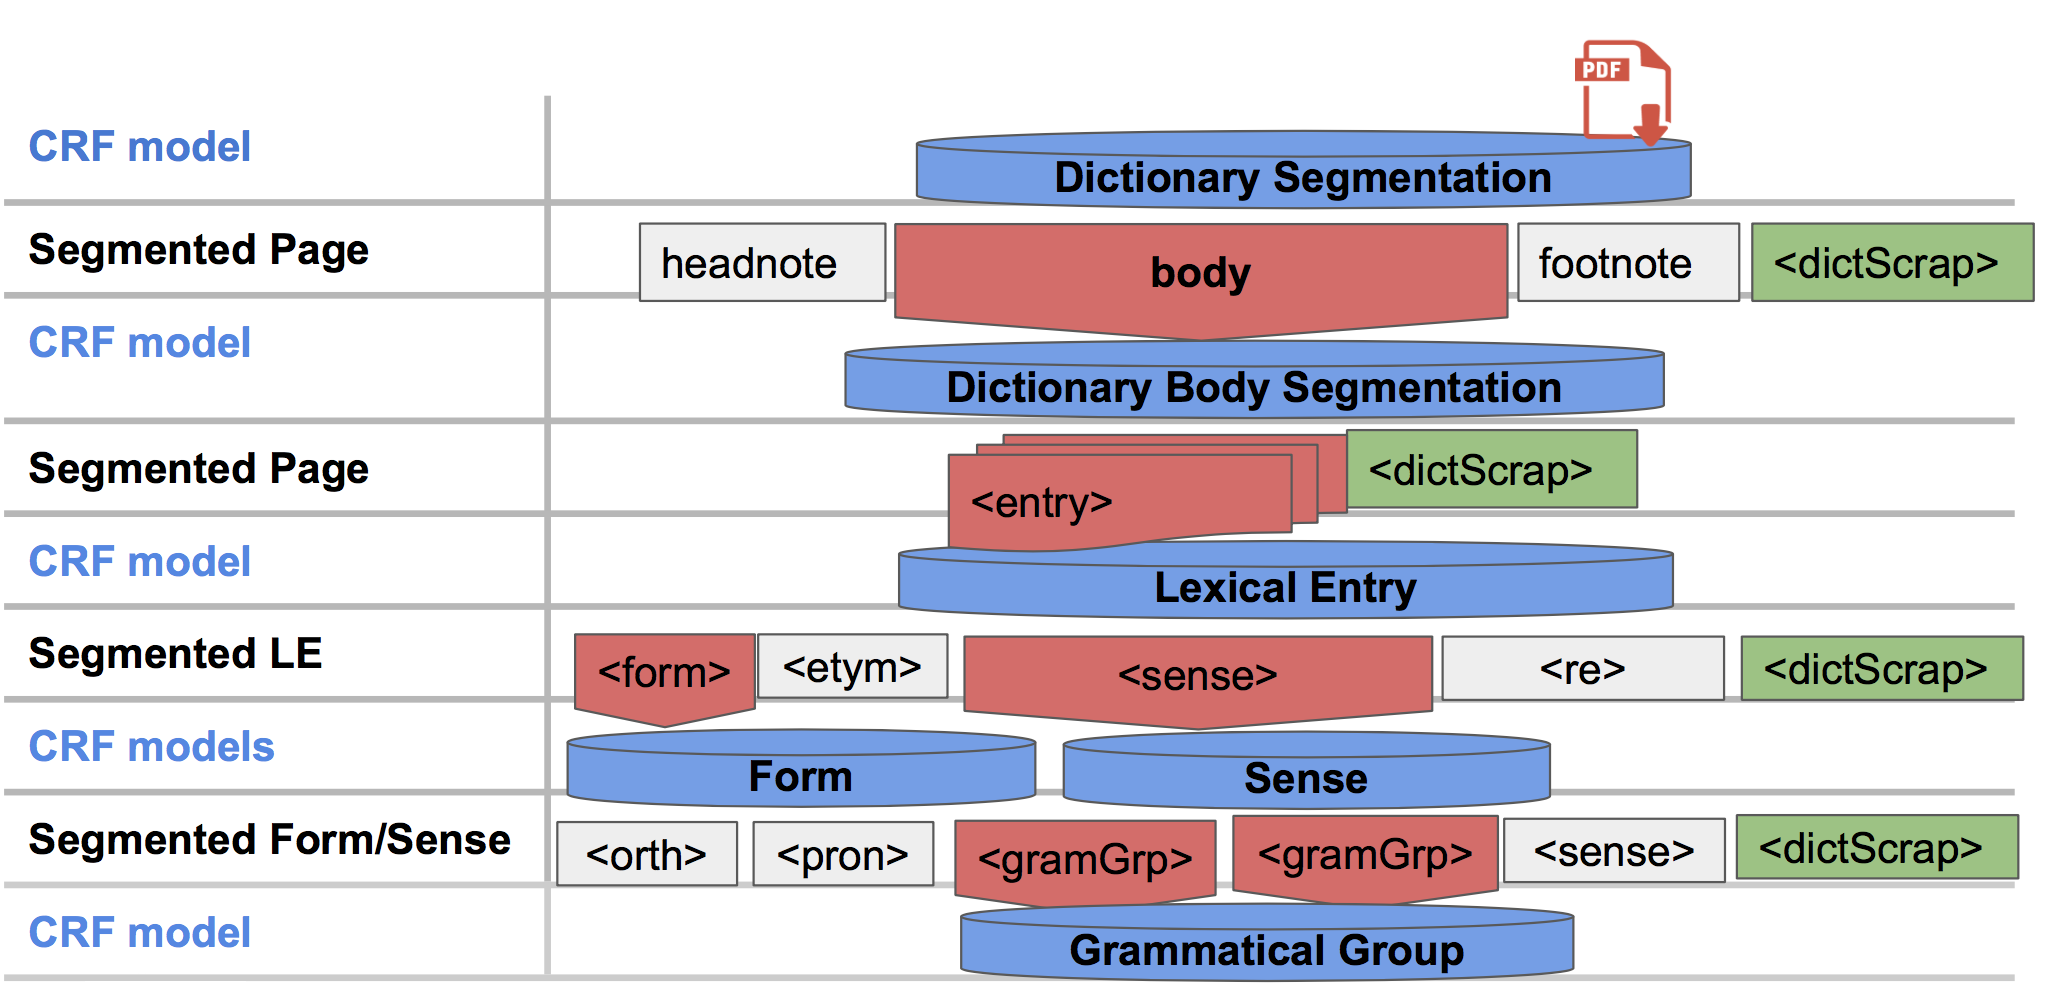 PDF
CRF model
Dictionary Segmentation
Segmented Page
headnote
body
footnote
<dictScrap>
CRF model
Dictionary Body Segmentation
Segmented Page
<entry>
<dictScrap>
CRF model
Lexical Entry
Segmented LE
<form>
<etym>
<sense>
<re>
<dictScrap>
CRF models
Form
Sense
Segmented Form/Sense
<orth>
<pron>
<gramGrp>
<gramGrp>
<sense>
<dictScrap>
CRF model
Grammatical Group